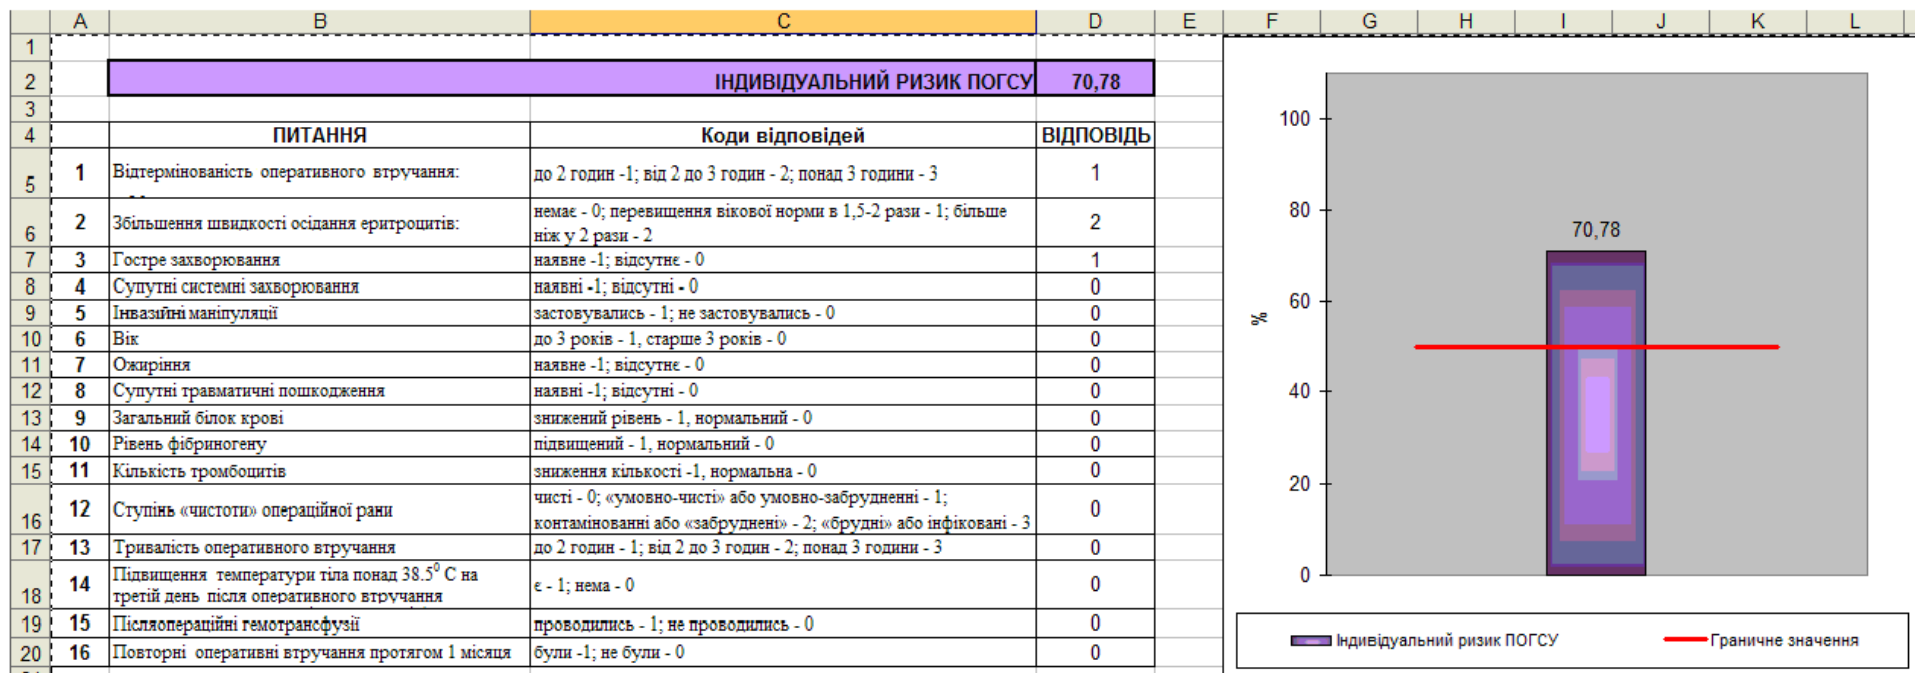 A B C D E F G H I J K L
1
2 ІНДИВІДУАЛЬНИЙ РИЗИК ПОГСУ 70,78
3
4 ПИТАННЯ Коди відповідей ВІДПОВІДЬ
5 1 Відтермінованість оперативного втручання: до 2 годин -1; від 2 до 3 годин - 2; понад 3 години - 3 1
6 2 Збільшення швидкості осідання еритроцитів: немає - 0; перевищення вікової норми в 1,5-2 рази - 1; більше
ніж у 2 рази - 2 2
7 3 Гостре захворювання наявне -1; відсутнє - 0 1
8 4 Супутні системні захворювання наявні -1; відсутні - 0 0
9 5 Інвазійні маніпуляції застовувались - 1; не застовувались - 0 0
10 6 Вік до 3 років - 1, старше 3 років - 0 0
11 7 Ожиріння наявне -1; відсутнє - 0 0
12 8 Супутні травматичні пошкодження наявні -1; відсутні - 0 0
13 9 Загальний білок крові знижений рівень - 1, нормальний - 0 0
14 10 Рівень фібриногену підвищений - 1, нормальний - 0 0
15 11 Кількість тромбоцитів зниження кількості -1, нормальна - 0 0
16 12 Ступінь «чистоти» операційної рани чисті - 0; «умовно-чисті» або умовно-забрудненні - 1;
контамінованні або «забруднені» - 2; «брудні» або інфіковані - 3 0
17 13 Тривалість оперативного втручання до 2 годин - 1; від 2 до 3 годин - 2; понад 3 години - 3 0
18 14 Підвищення температури тіла понад 38.5⁰ С на
третій день після оперативного втручання є - 1; нема - 0 0
19 15 Післяопераційні гемотрансфузії проводились - 1; не проводились - 0 0
20 16 Повторні оперативні втручання протягом 1 місяця були -1; не були - 0 0
100
80
70,78
60
%
40
20
0
Індивідуальний ризик ПОГСУ Граничне значення